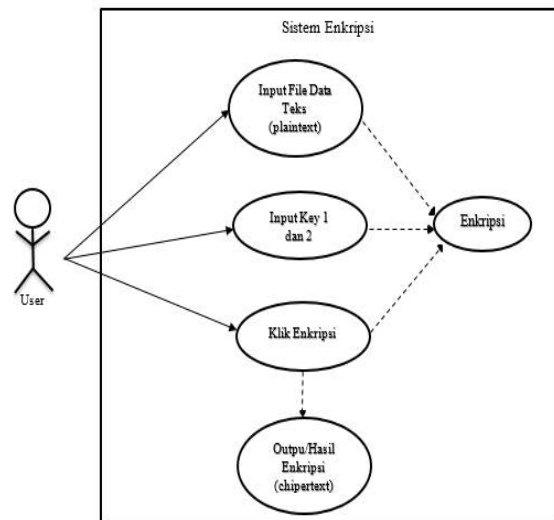 Sistem Enkripsi
Input File Data
Teks
(plaintext)
Input Key 1
dan 2
Enkripsi
User
Klik Enkripsi
Outpu/Hasil
Enkripsi
(chipertext)